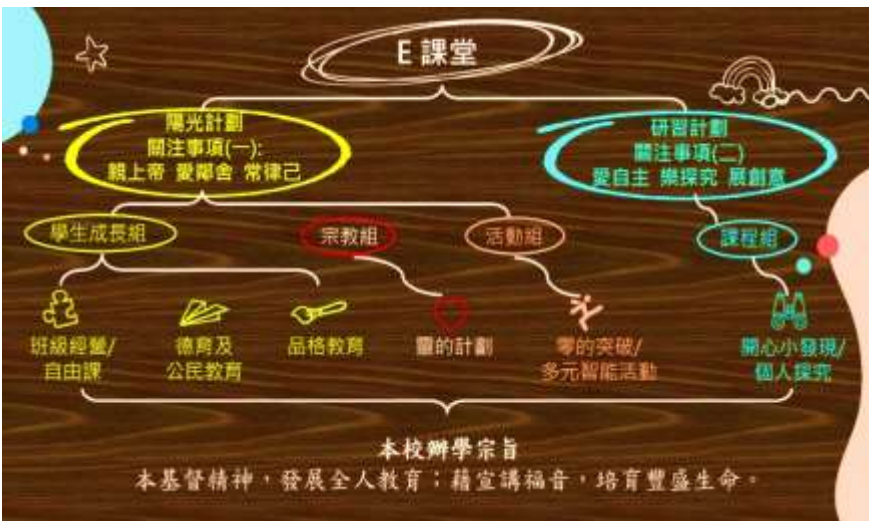 E 課堂
陽光計劃
關注事項(一):
親上帝 愛鄰舍 常律己
研習計劃
關注事項(二)
愛自主 樂探究 展創意
學生成長組
宗教組
活動組
課程組
班級經營/
自由課
德育及
公民教育
品格教育
靈的計劃
零的突破/
多元智能活動
開心小發現/
個人探究
本校辦學宗旨
本基督精神，發展全人教育；藉宣講福音，培育豐盛生命。